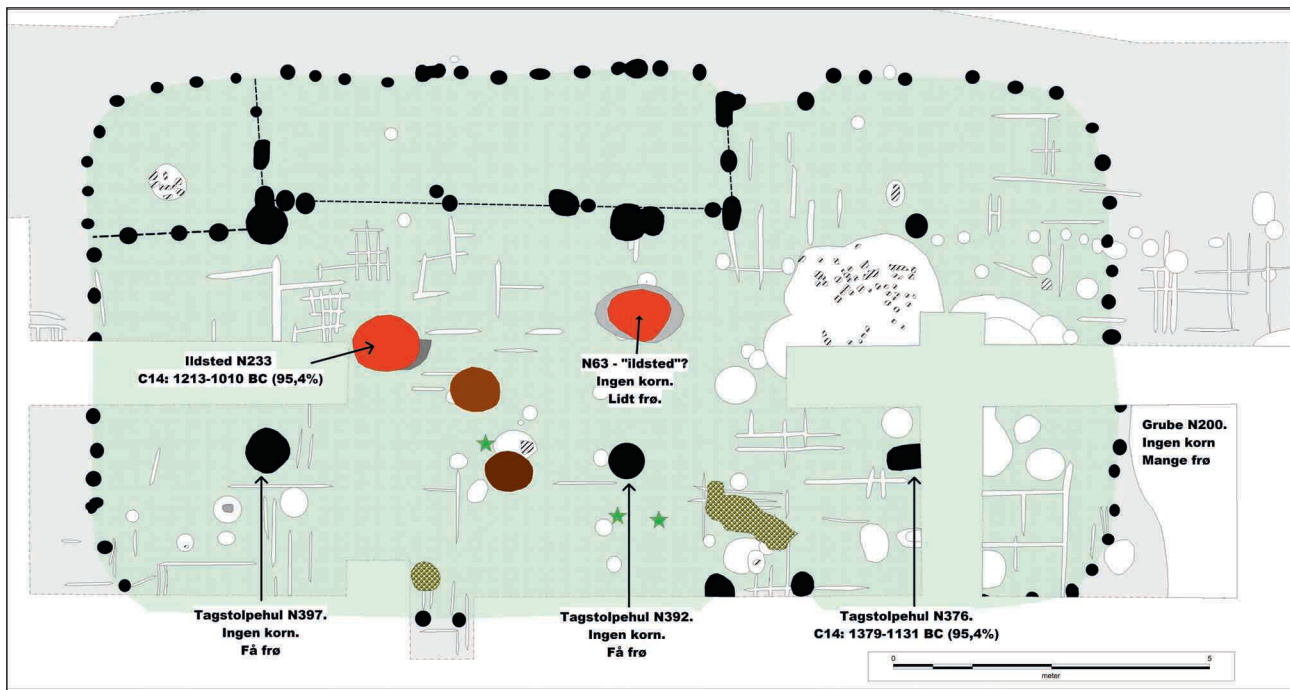 Ildsted N233
C14: 1213-1010 BC (95,4%)
N63 - "ildsted"?
Ingen korn.
Lidt frø.
Grube N200.
Ingen korn
Mange frø
Tagstolpehul N397.
Ingen korn.
Få frø
Tagstolpehul N392.
Ingen korn.
Få frø
Tagstolpehul N376.
C14: 1379-1131 BC (95,4%)
0 5
meter